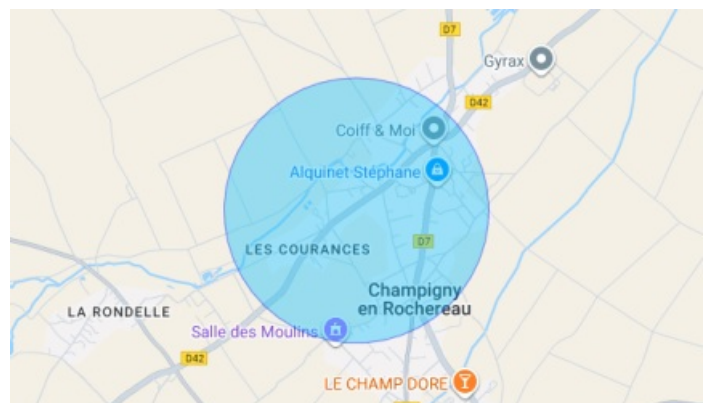 D7
Gyrax
D42
Coiff & Moi
Alquinet Stéphane
D7
LES COURANCES
Champigny
en Rochereau
LA RONDELLE
Salle des Moulins
D42
LE CHAMP DORE